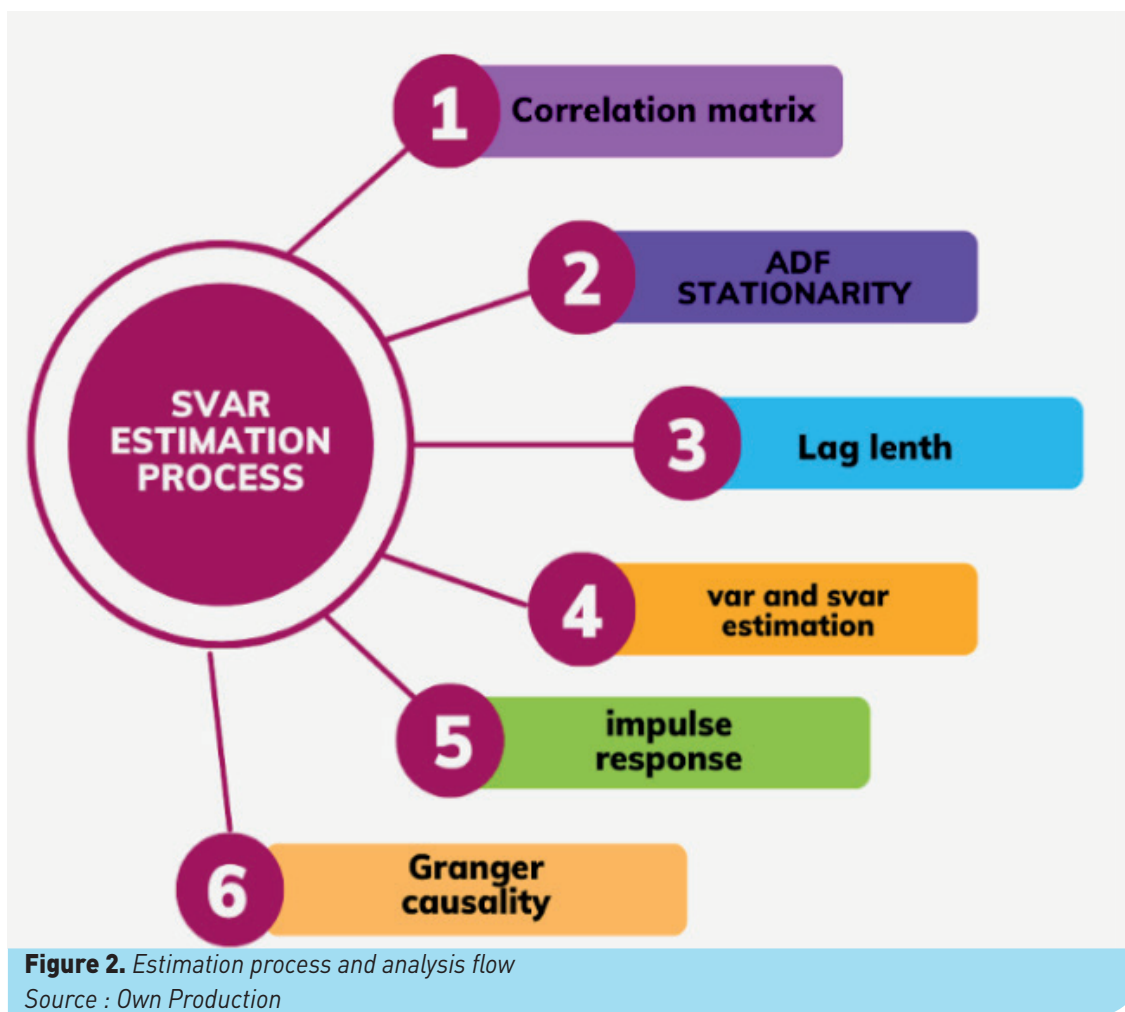 1
Correlation matrix
2
ADF
STATIONARITY
SVAR
ESTIMATION
PROCESS
3
Lag lenth
4
var and svar
estimation
5
impulse
response
6
Granger
causality
Figure 2. Estimation process and analysis flow
Source : Own Production